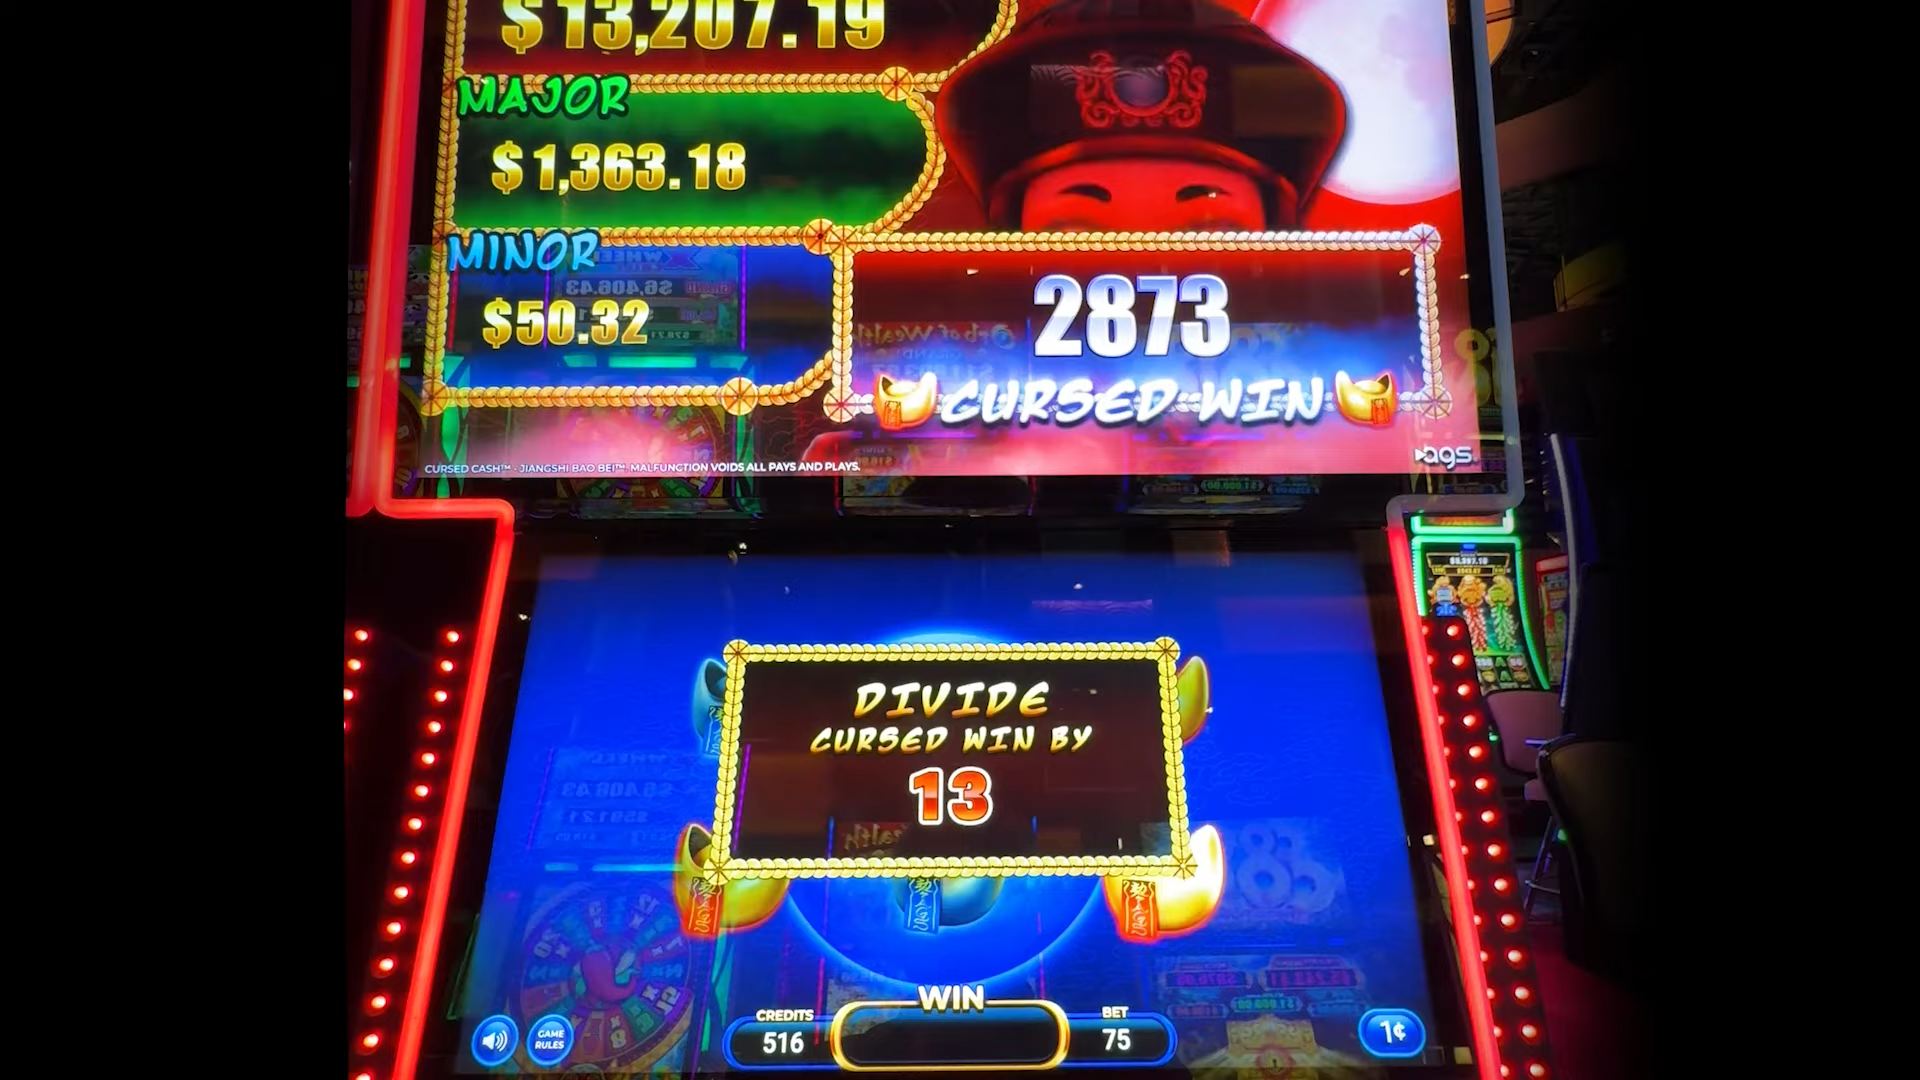 $13,207.19
MAJOR
$1,363.18
MINOR
$50.32
2873
CURSED WIN
CURSED CASH™ - JIANGSHI BAO BEI™. MALFUNCTION VOIDS ALL PAYS AND PLAYS.
ags
DIVIDE
CURSED WIN BY
13
WIN
CREDITS
516
BET
75
GAME
RULES
1¢